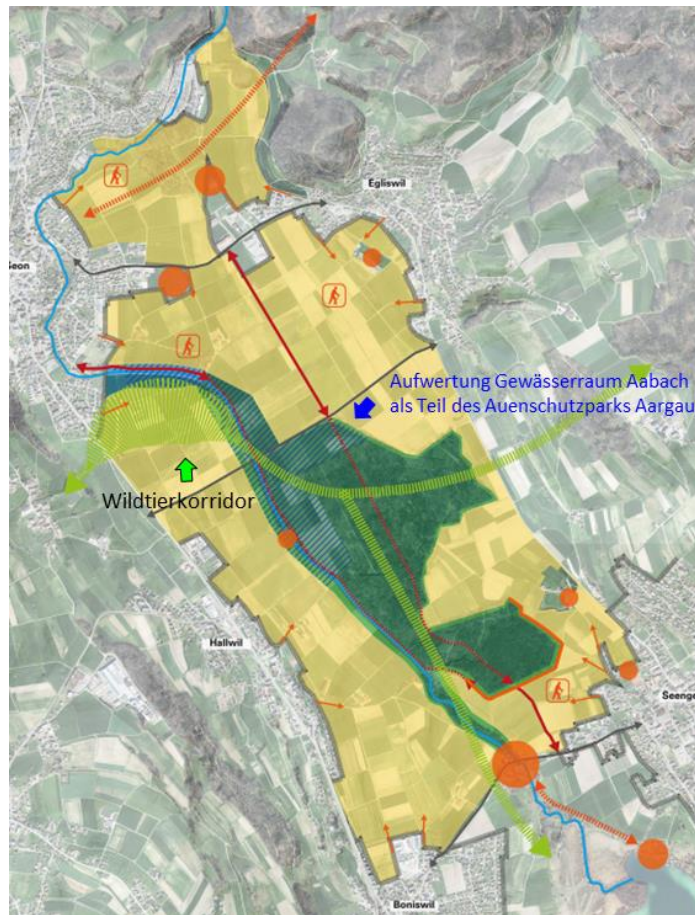 Egliswil
Seon
Aufwertung Gewässerraum Aabach
als Teil des Auenschutzparks Aargau
Wildtierkorridor
Hallwil
Seengen
Boniswil